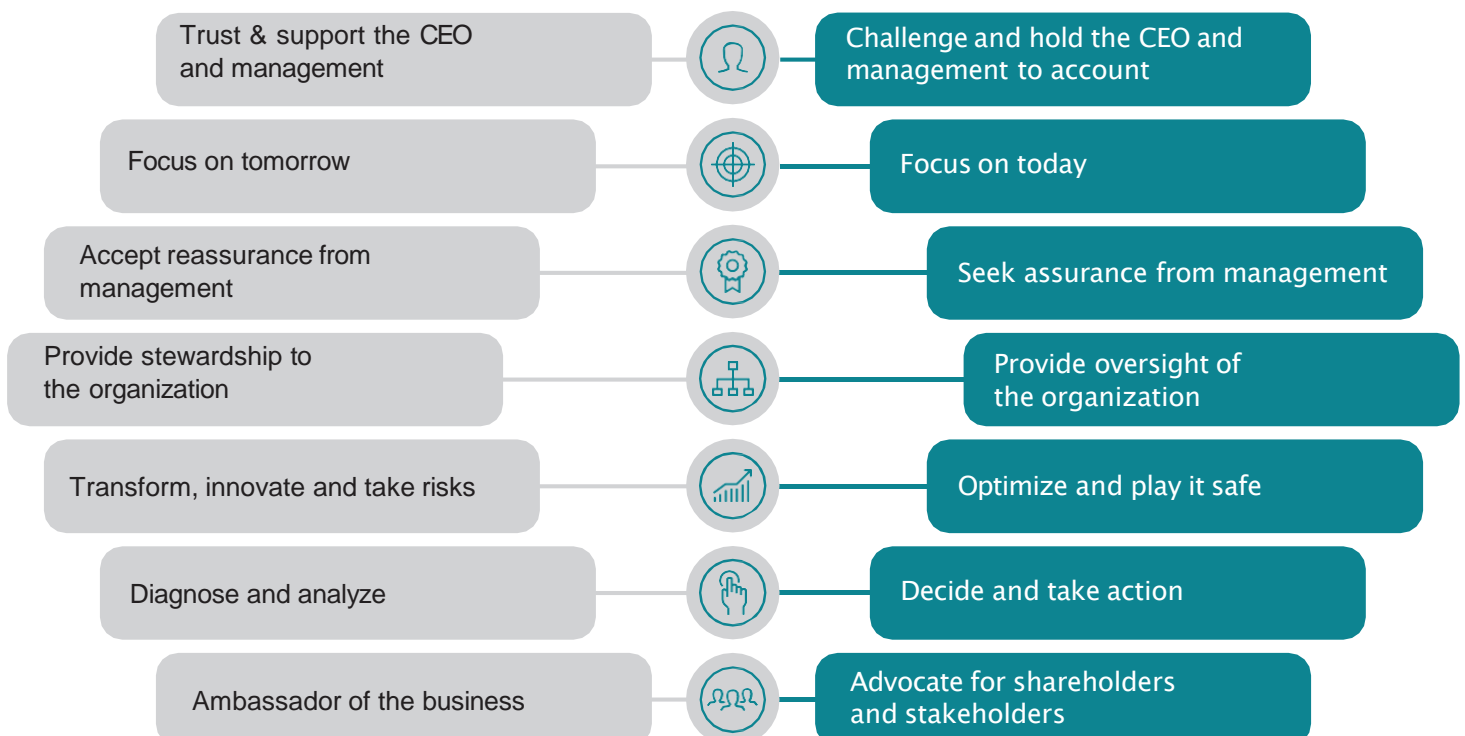 Trust & support the CEO
and management
Challenge and hold the CEO and
management to account
Focus on tomorrow
Focus on today
Accept reassurance from
management
Seek assurance from management
Provide stewardship to
the organization
Provide oversight of
the organization
Transform, innovate and take risks
Optimize and play it safe
Diagnose and analyze
Decide and take action
Ambassador of the business
Advocate for shareholders
and stakeholders